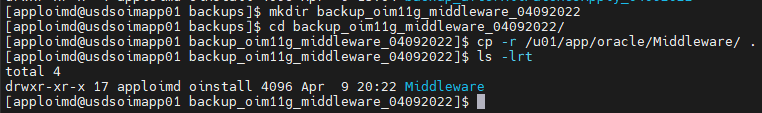 [apploimd@usdsoimapp01 backups]$ mkdir backup_oim11g_middleware_04092022
[apploimd@usdsoimapp01 backups]$ cd backup_oim11g_middleware_04092022/
[apploimd@usdsoimapp01 backup_oim11g_middleware_04092022]$ cp -r /u01/app/oracle/Middleware/ .
[apploimd@usdsoimapp01 backup_oim11g_middleware_04092022]$ ls -lrt
total 4
drwxr-xr-x 17 apploimd oinstall 4096 Apr  9 20:22 Middleware
[apploimd@usdsoimapp01 backup_oim11g_middleware_04092022]$